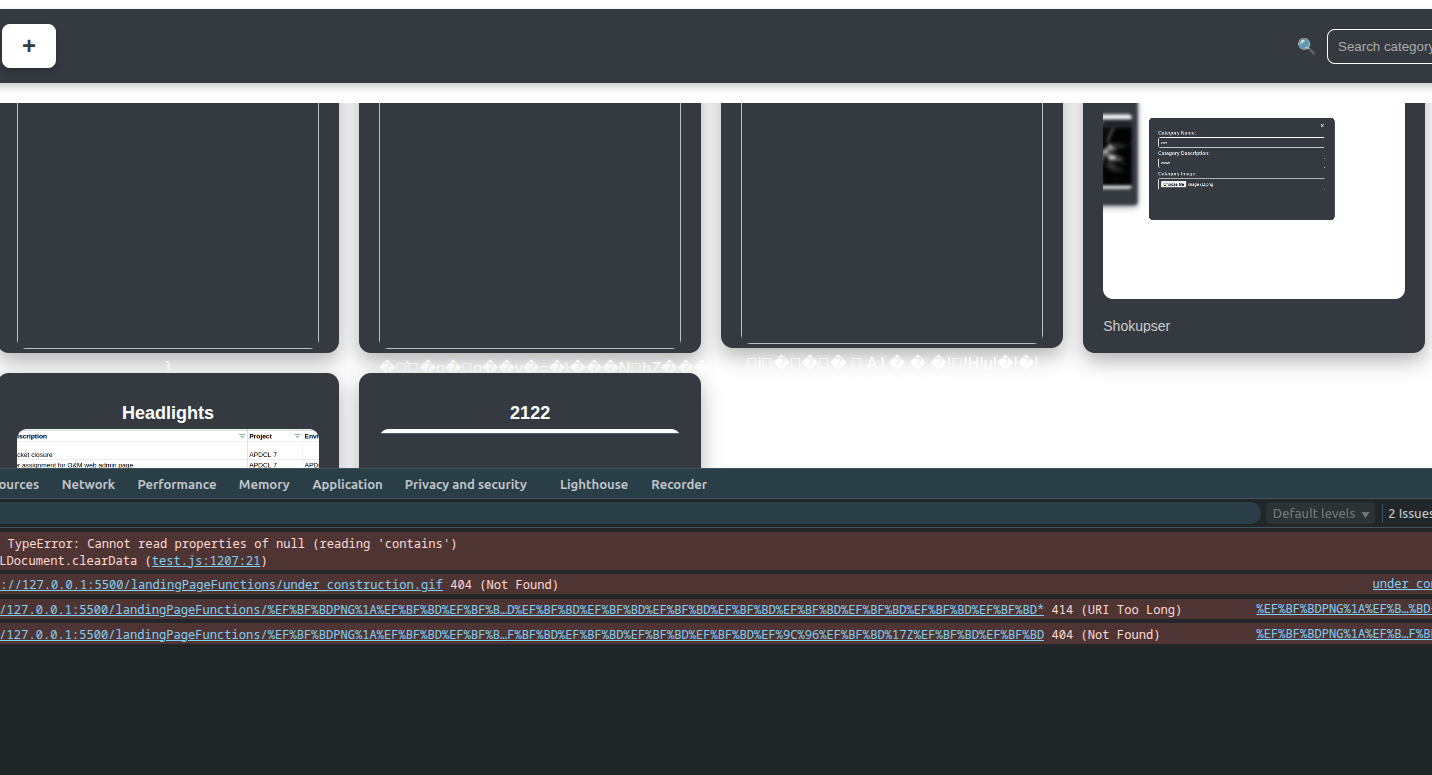 +
🔍 Search category
Category Name:
Category Description:
Category Image:
Choose file image (1).png
Shokupser
}
Headlights
2122
scription Project Envi
cket closure APDCL 7
r assignment for O&M web admin page APDCL 7 APD
ources Network Performance Memory Application Privacy and security Lighthouse Recorder
Default levels ▼ 2 Issues
TypeError: Cannot read properties of null (reading 'contains')
LDocument.clearData (test.js:1207:21)
://127.0.0.1:5500/landingPageFunctions/under_construction.gif 404 (Not Found) under_co
/127.0.0.1:5500/landingPageFunctions/%EF%BF%BDPNG%1A%EF%BF%BD%EF%BF%B…D%EF%BF%BD%EF%BF%BD%EF%BF%BD%EF%BF%BD%EF%BF%BD%EF%BF%BD%EF%BF%BD%EF%BF%BD* 414 (URI Too Long) %EF%BF%BDPNG%1A%EF%B…%BD
/127.0.0.1:5500/landingPageFunctions/%EF%BF%BDPNG%1A%EF%BF%BD%EF%BF%B…F%BF%BD%EF%BF%BD%EF%BF%BD%EF%BF%BD%EF%9C%96%EF%BF%BD%17Z%EF%BF%BD%EF%BF%BD 404 (Not Found) %EF%BF%BDPNG%1A%EF%B…F%B